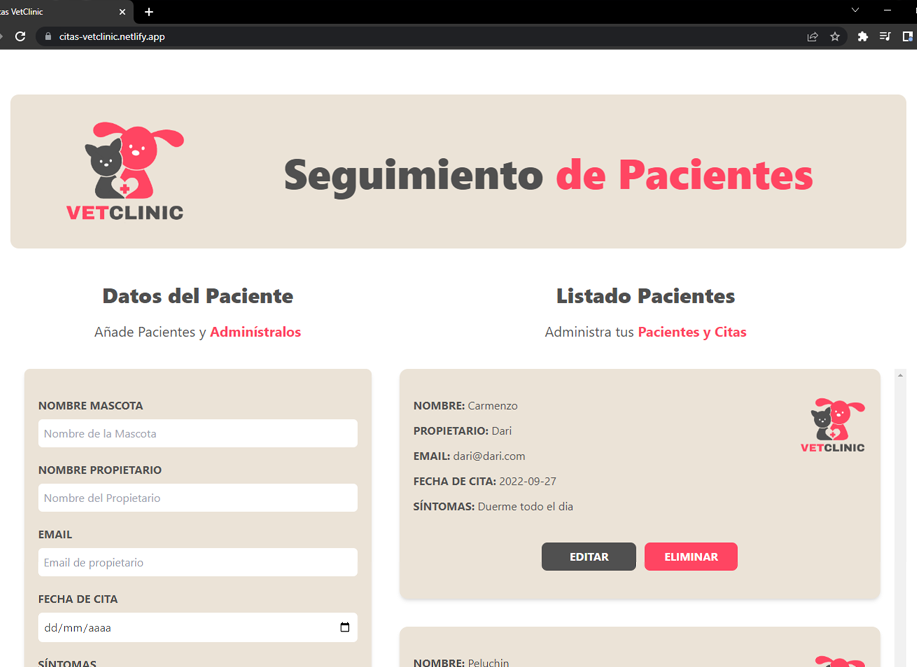 as VetClinic
citas-vetclinic.netlify.app
VETCLINIC
Seguimiento de Pacientes
Datos del Paciente
Añade Pacientes y Adminístralos
NOMBRE MASCOTA
Nombre de la Mascota
NOMBRE PROPIETARIO
Nombre del Propietario
EMAIL
Email de propietario
FECHA DE CITA
dd/mm/aaaa
SÍNTOMAS
Listado Pacientes
Administra tus Pacientes y Citas
NOMBRE: Carmenzo
PROPIETARIO: Dari
EMAIL: dari@dari.com
FECHA DE CITA: 2022-09-27
SÍNTOMAS: Duerme todo el dia
VETCLINIC
EDITAR
ELIMINAR
NOMBRE: Peluchin